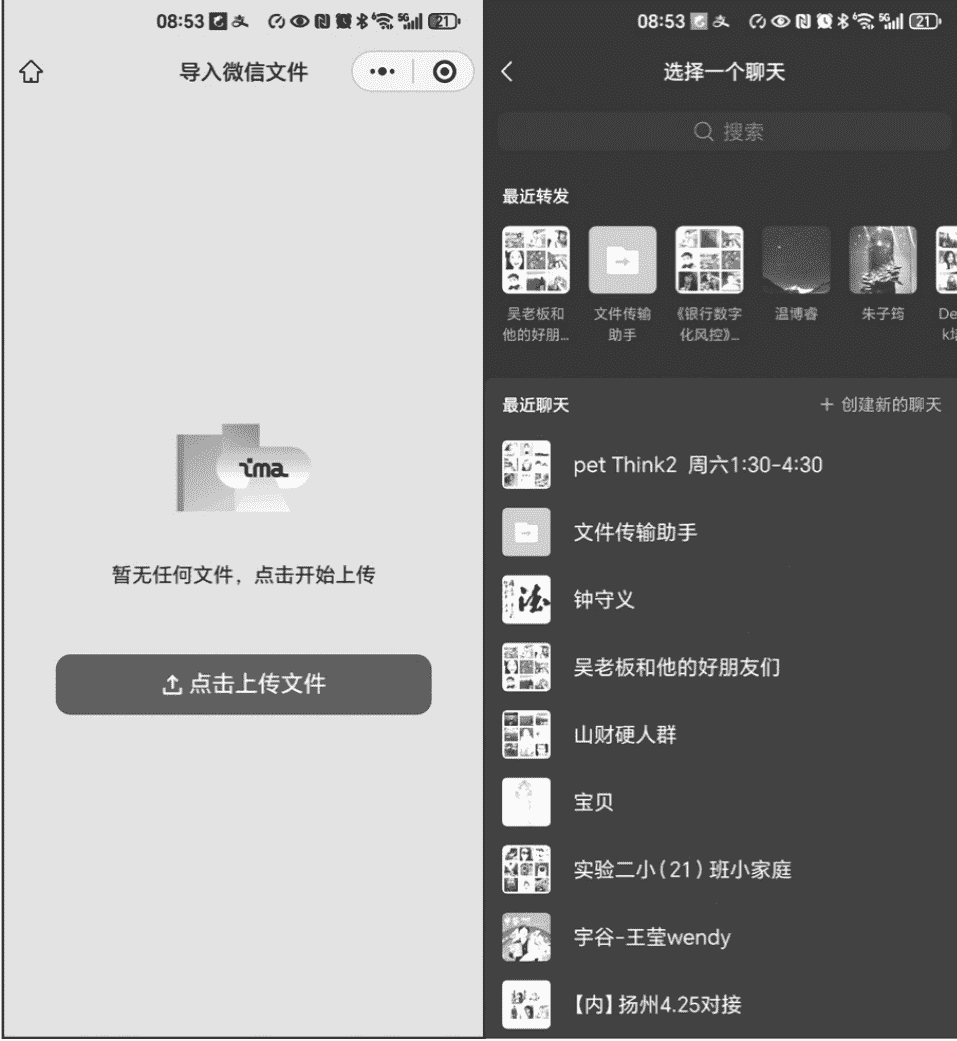 08:53
21
导入微信文件
ima
暂无任何文件，点击开始上传
点击上传文件
08:53
21
选择一个聊天
搜索
最近转发
吴老板和
他的好朋...
文件传输
助手
《银行数字
化风控》...
温博睿
朱子筠
De
k培
最近聊天
+ 创建新的聊天
pet Think2 周六1:30-4:30
文件传输助手
钟守义
吴老板和他的好朋友们
山财硬人群
宝贝
实验二小（21）班小家庭
宇谷-王莹wendy
【内】扬州4.25对接